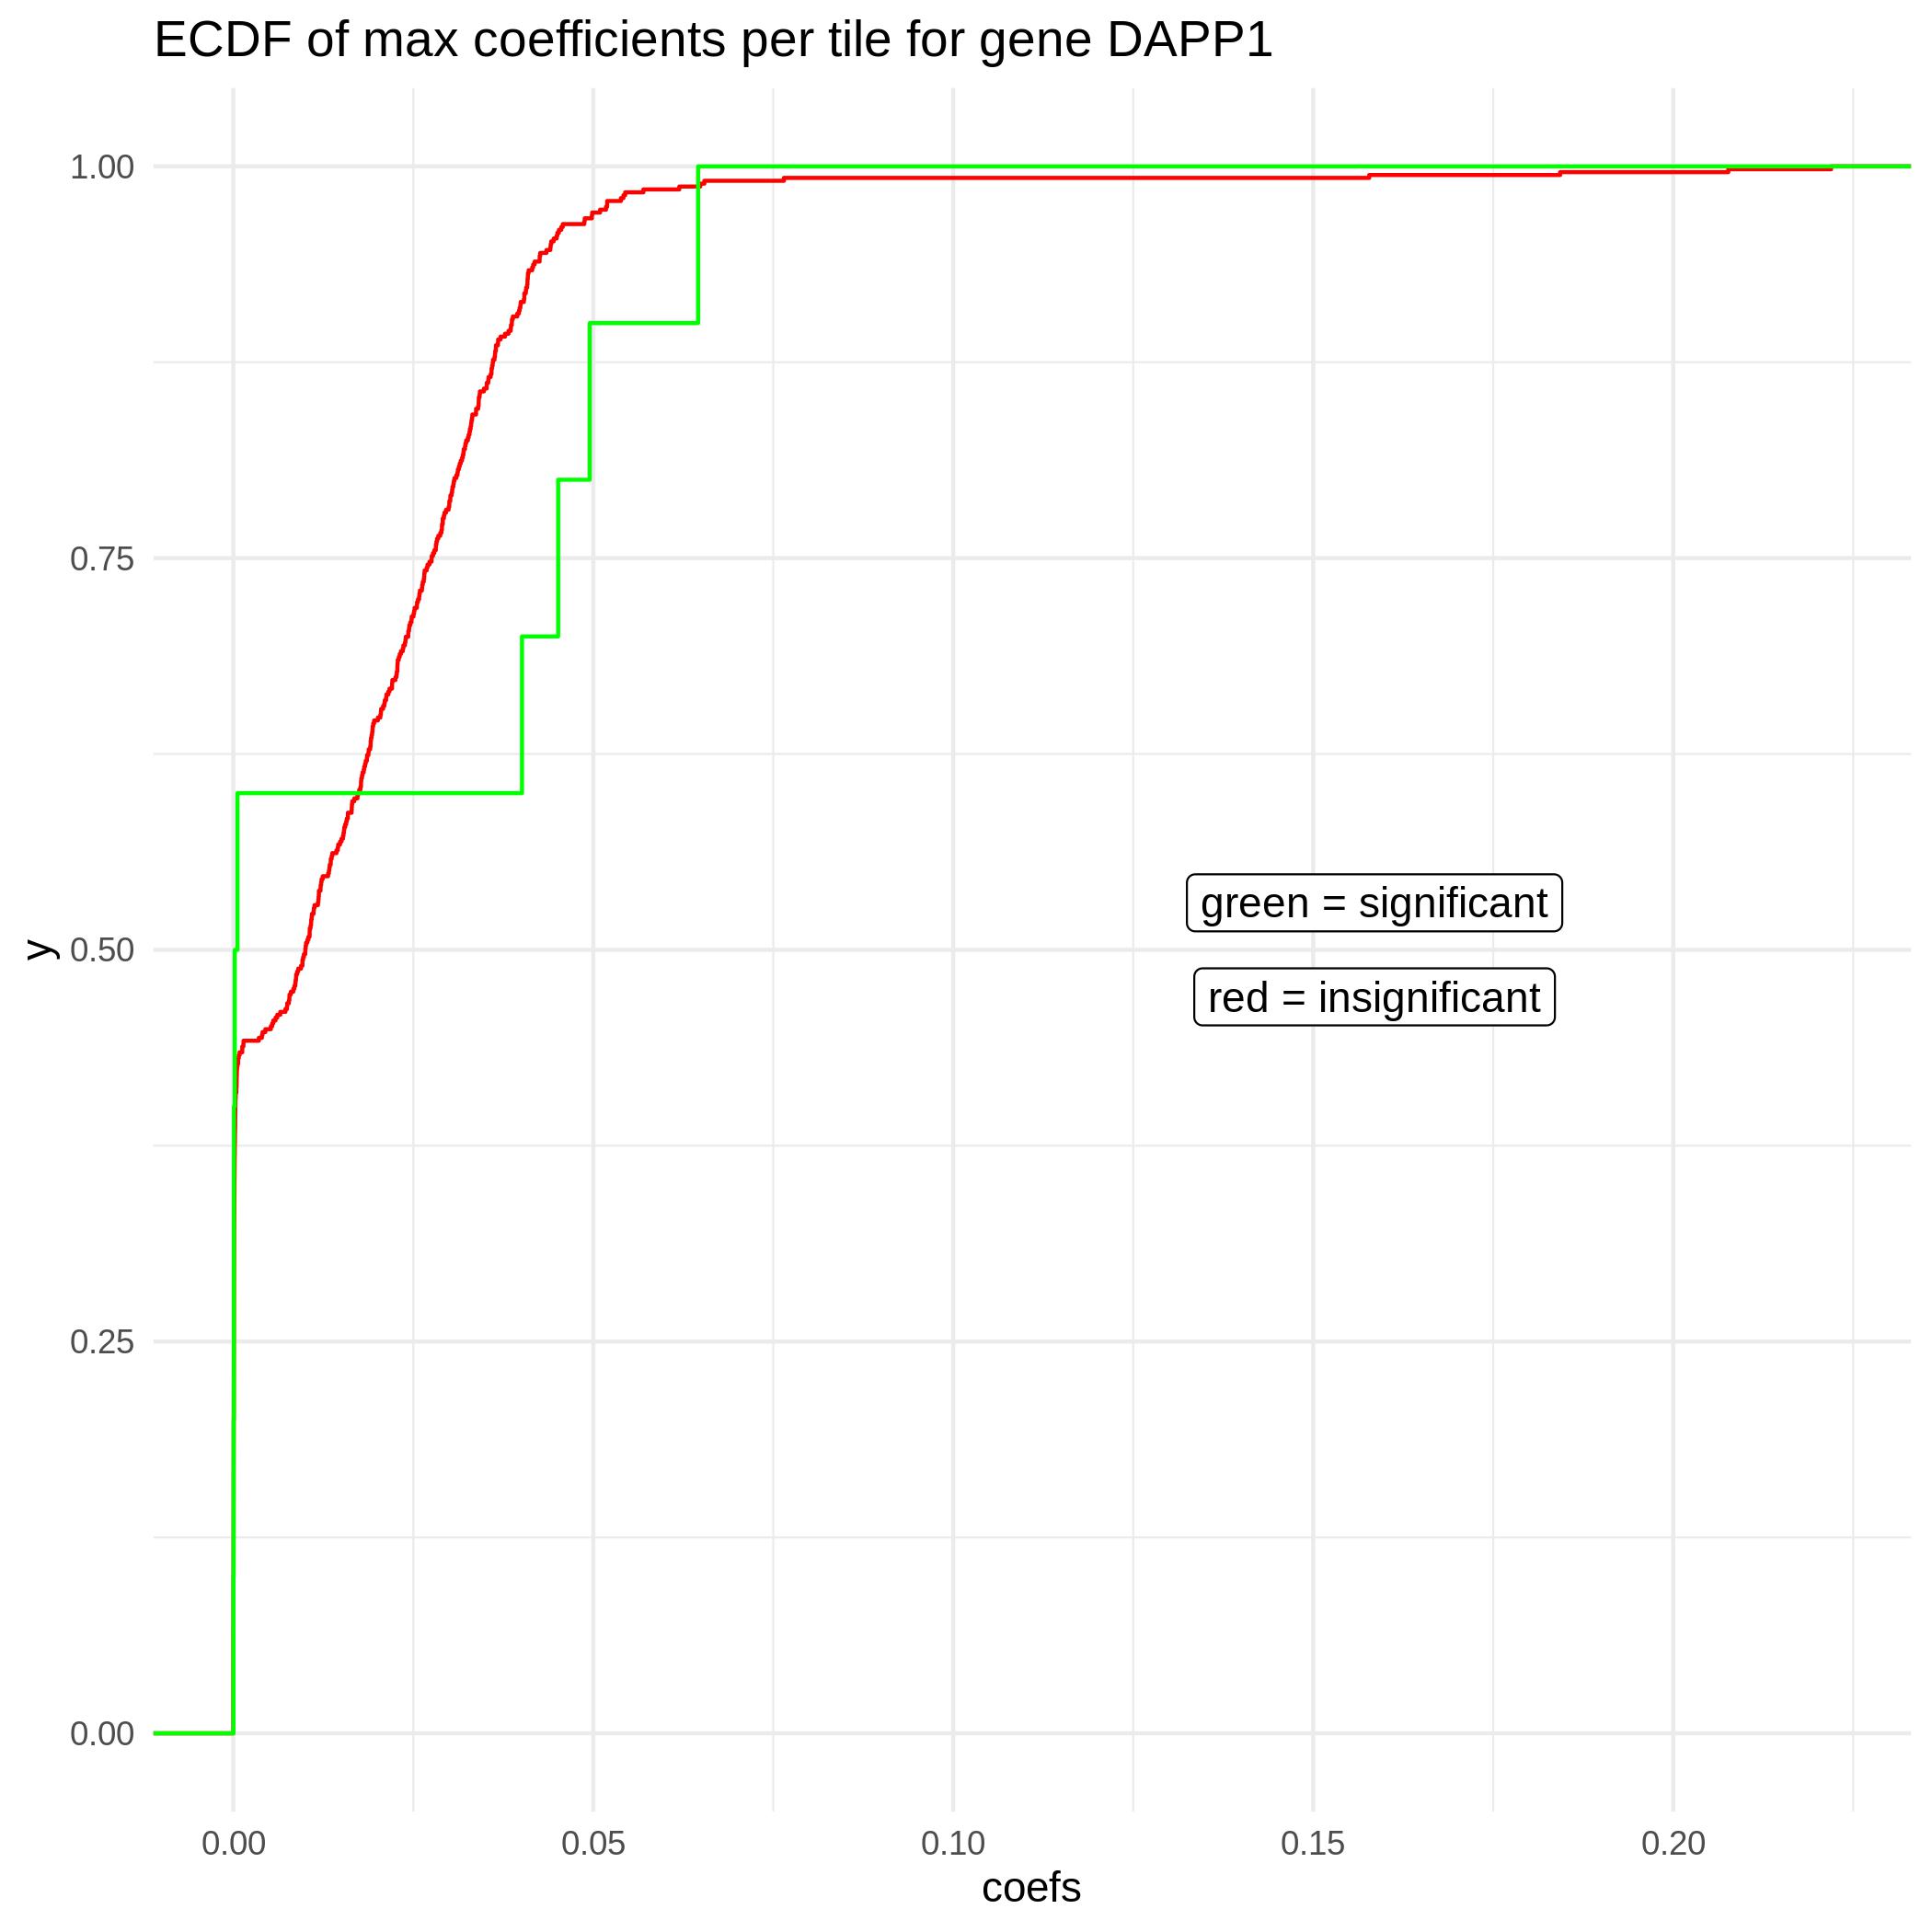 ECDF of max coefficients per tile for gene DAPP1
1.00
0.75
0.50
0.25
0.00
y
green = significant
red = insignificant
0.00 0.05 0.10 0.15 0.20
coefs